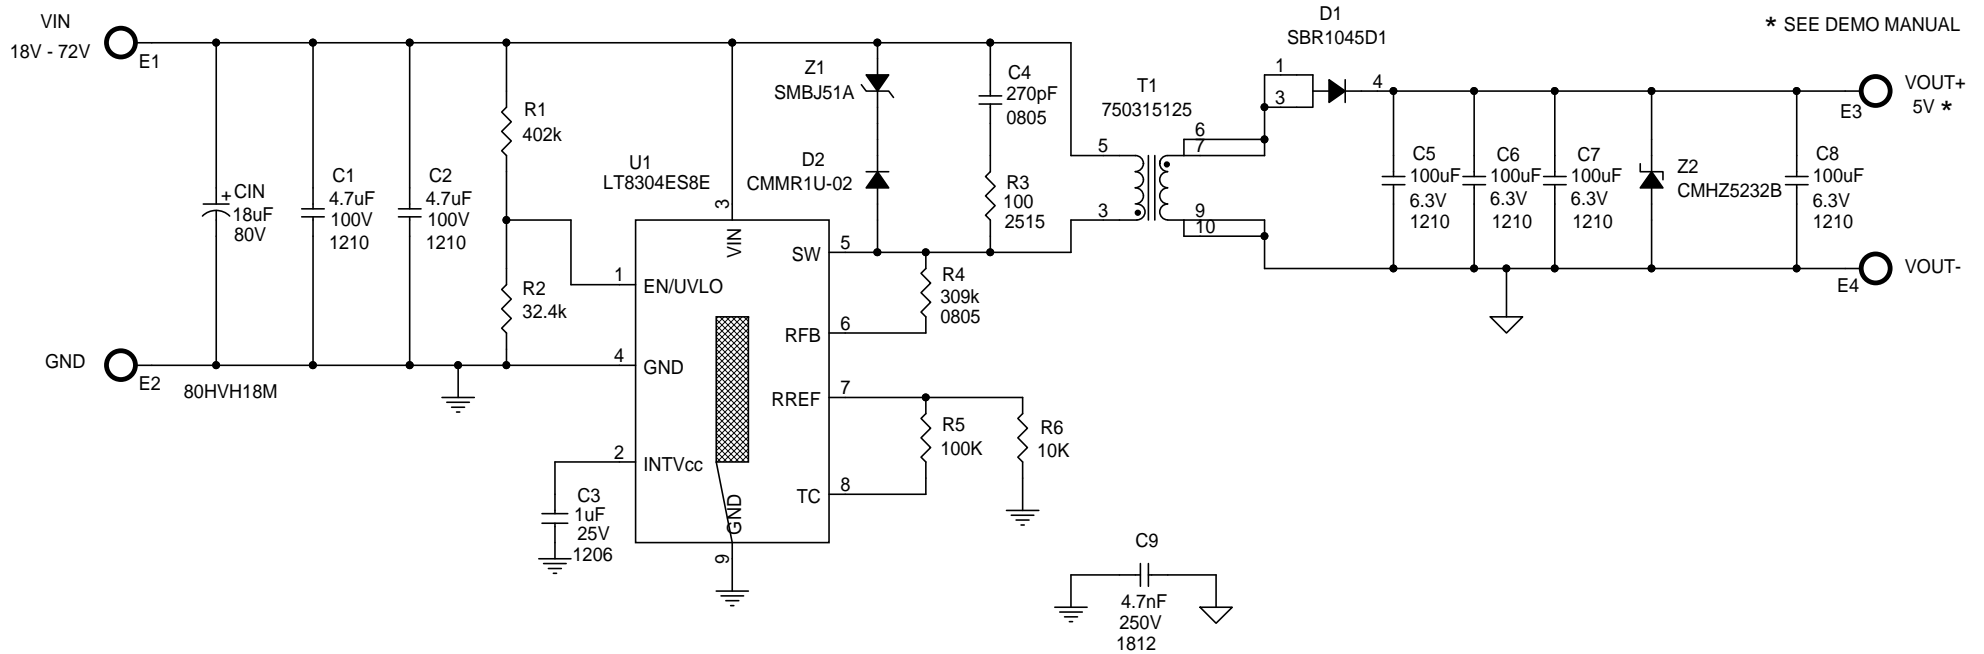 VIN
18V - 72V
E1
GND
E2
80HVH18M
+
CIN
18uF
80V
C1
4.7uF
100V
1210
C2
4.7uF
100V
1210
R1
402k
R2
32.4k
C3
1uF
25V
1206
U1
LT8304ES8E
3
VIN
1
EN/UVLO
4
GND
2
INTVcc
GND
9
SW
5
RFB
6
RREF
7
TC
8
Z1
SMBJ51A
D2
CMMR1U-02
C4
270pF
0805
R3
100
2515
R4
309k
0805
R5
100K
R6
10K
T1
750315125
5
3
6
7
9
10
D1
SBR1045D1
1
3
4
C5
100uF
6.3V
1210
C6
100uF
6.3V
1210
C7
100uF
6.3V
1210
Z2
CMHZ5232B
C8
100uF
6.3V
1210
* SEE DEMO MANUAL
VOUT+
5V *
E3
VOUT-
E4
C9
4.7nF
250V
1812